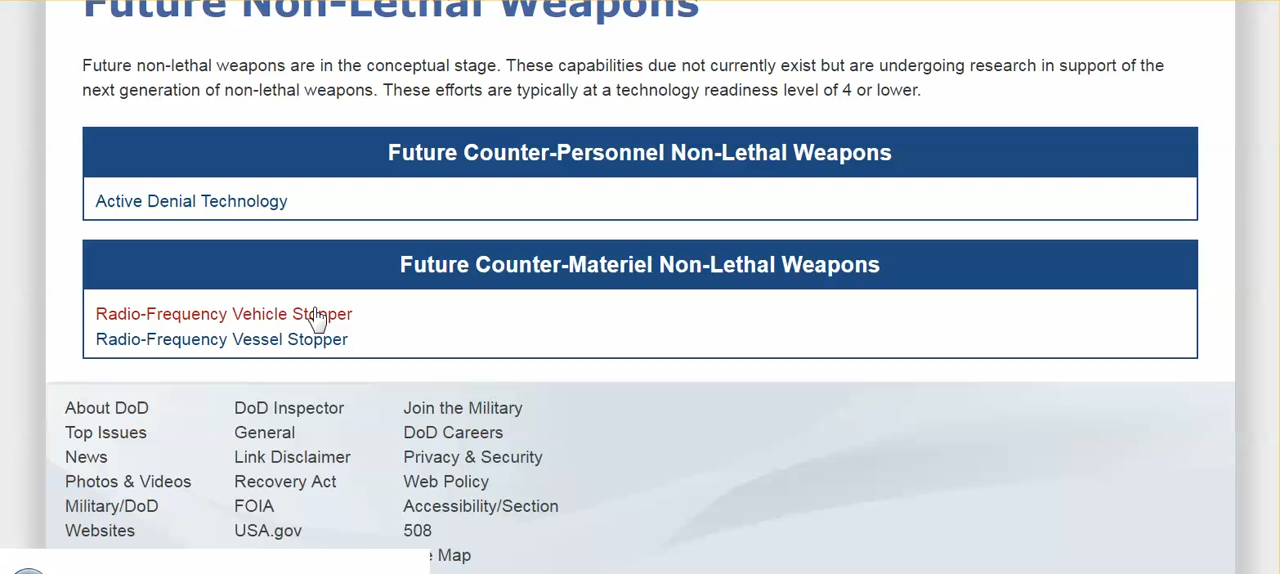 Future Non-Lethal Weapons
Future non-lethal weapons are in the conceptual stage. These capabilities due not currently exist but are undergoing research in support of the
next generation of non-lethal weapons. These efforts are typically at a technology readiness level of 4 or lower.
Future Counter-Personnel Non-Lethal Weapons
Active Denial Technology
Future Counter-Materiel Non-Lethal Weapons
Radio-Frequency Vehicle Stopper
Radio-Frequency Vessel Stopper
About DoD
Top Issues
News
Photos & Videos
Military/DoD
Websites
DoD Inspector
General
Link Disclaimer
Recovery Act
FOIA
USA.gov
Join the Military
DoD Careers
Privacy & Security
Web Policy
Accessibility/Section
508
Map